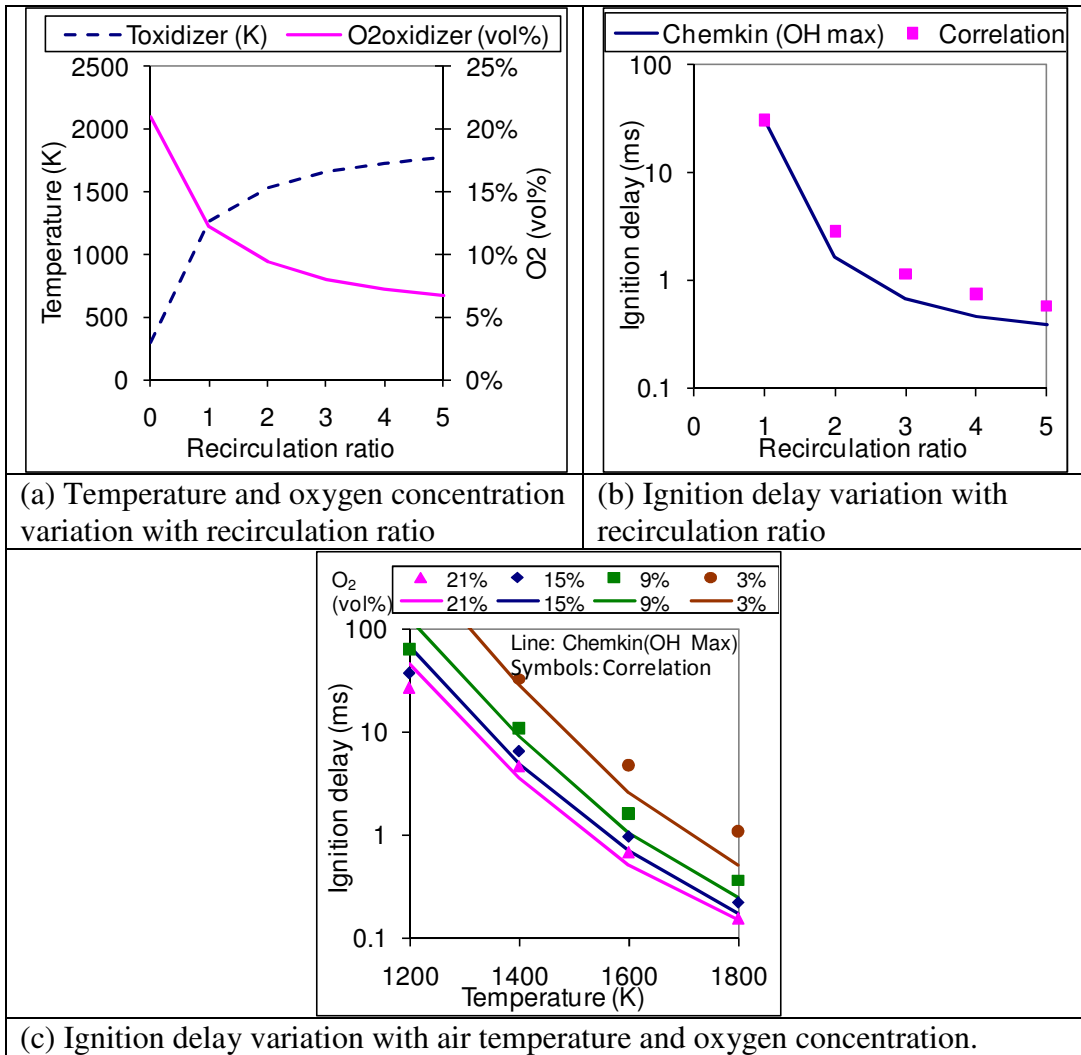 Toxidizer (K) O2oxidizer (vol%)
2500 25%
2000 20%
1500 15%
1000 10%
500 5%
0 0%
Temperature (K)
O2 (vol%)
0 1 2 3 4 5
Recirculation ratio
(a) Temperature and oxygen concentration
variation with recirculation ratio
Chemkin (OH max) Correlation
100
10
1
0.1
Ignition delay (ms)
0 1 2 3 4 5
Recirculation ratio
(b) Ignition delay variation with
recirculation ratio
O2 21% 15% 9% 3%
(vol%) 21% 15% 9% 3%
Line: Chemkin(OH Max)
Symbols: Correlation
100
10
1
0.1
Ignition delay (ms)
1200 1400 1600 1800
Temperature (K)
(c) Ignition delay variation with air temperature and oxygen concentration.